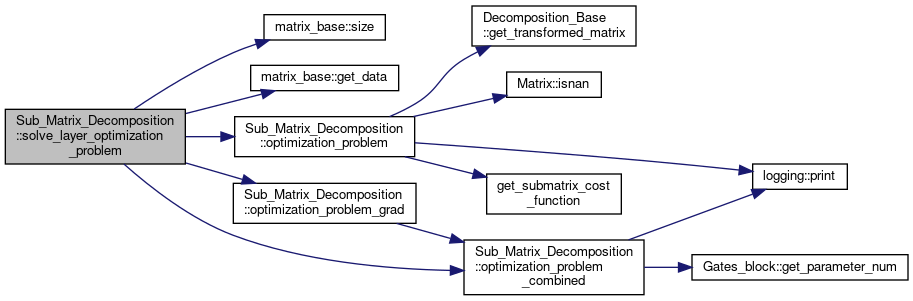 Sub_Matrix_Decomposition
::solve_layer_optimization
_problem
matrix_base::size
matrix_base::get_data
Sub_Matrix_Decomposition
::optimization_problem
Sub_Matrix_Decomposition
::optimization_problem_grad
Decomposition_Base
::get_transformed_matrix
Matrix::isnan
get_submatrix_cost
_function
Sub_Matrix_Decomposition
::optimization_problem
_combined
logging::print
Gates_block::get_parameter_num